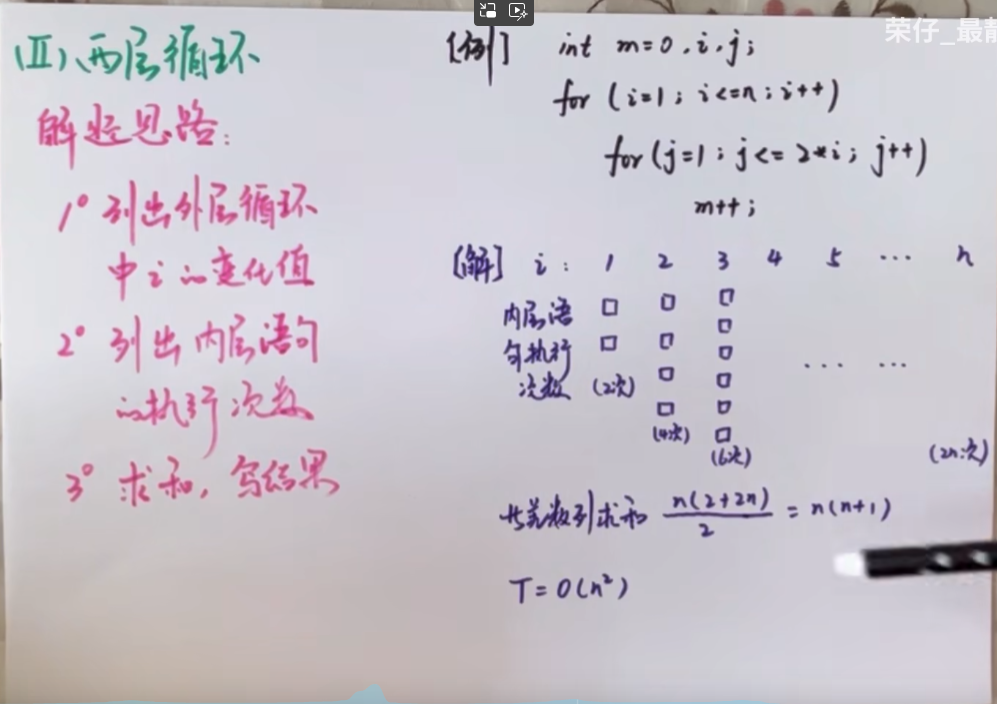 (Ⅱ)、两层循环
解题思路:
1° 列出外层循环
中i的变化值
2° 列出内层语句
的执行次数
3° 求和, 写结果
[例] int m=0,i,j;
for (i=1; i<=n; i++)
for(j=1; j<=2*i; j++)
m++;
[解] i: 1 2 3 4 5 ... n
内层语
句执行
次数 (2次) ... ...
(4次)
(6次) (2n次)
等差数列求和 n(2+2n)/2 = n(n+1)
T=O(n²)
荣仔_最